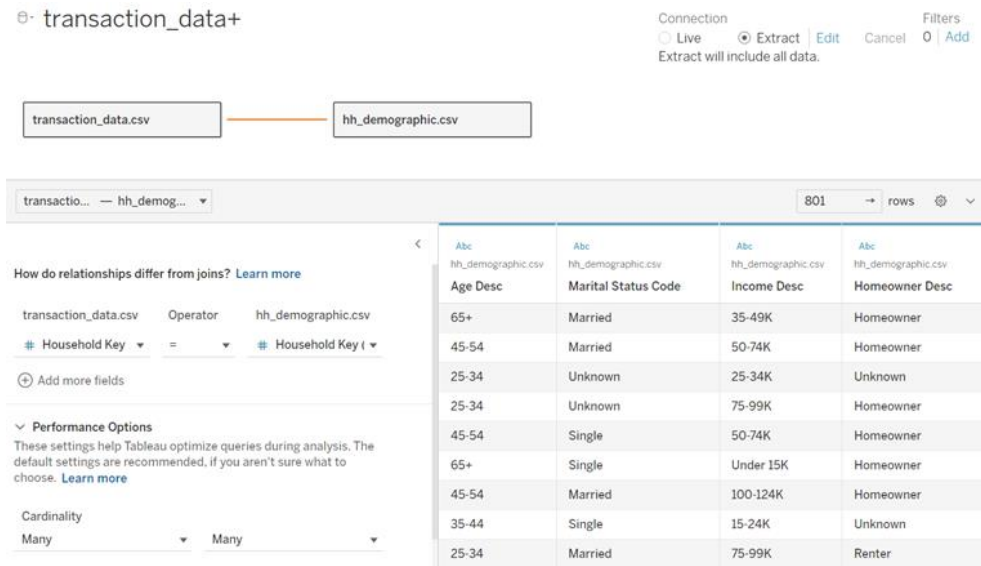 transaction_data+
Connection
Filters
Live Extract Edit Cancel 0 Add
Extract will include all data.
transaction_data.csv hh_demographic.csv
transactio... — hh_demog... 801 → rows
How do relationships differ from joins? Learn more
transaction_data.csv Operator hh_demographic.csv
# Household Key = # Household Key (
Add more fields
Performance Options
These settings help Tableau optimize queries during analysis. The
default settings are recommended, if you aren't sure what to
choose. Learn more
Cardinality
Many Many
Abc Abc Abc Abc
hh_demographic.csv hh_demographic.csv hh_demographic.csv hh_demographic.csv
Age Desc Marital Status Code Income Desc Homeowner Desc
65+ Married 35-49K Homeowner
45-54 Married 50-74K Homeowner
25-34 Unknown 25-34K Unknown
25-34 Unknown 75-99K Homeowner
45-54 Single 50-74K Homeowner
65+ Single Under 15K Homeowner
45-54 Married 100-124K Homeowner
35-44 Single 15-24K Unknown
25-34 Married 75-99K Renter